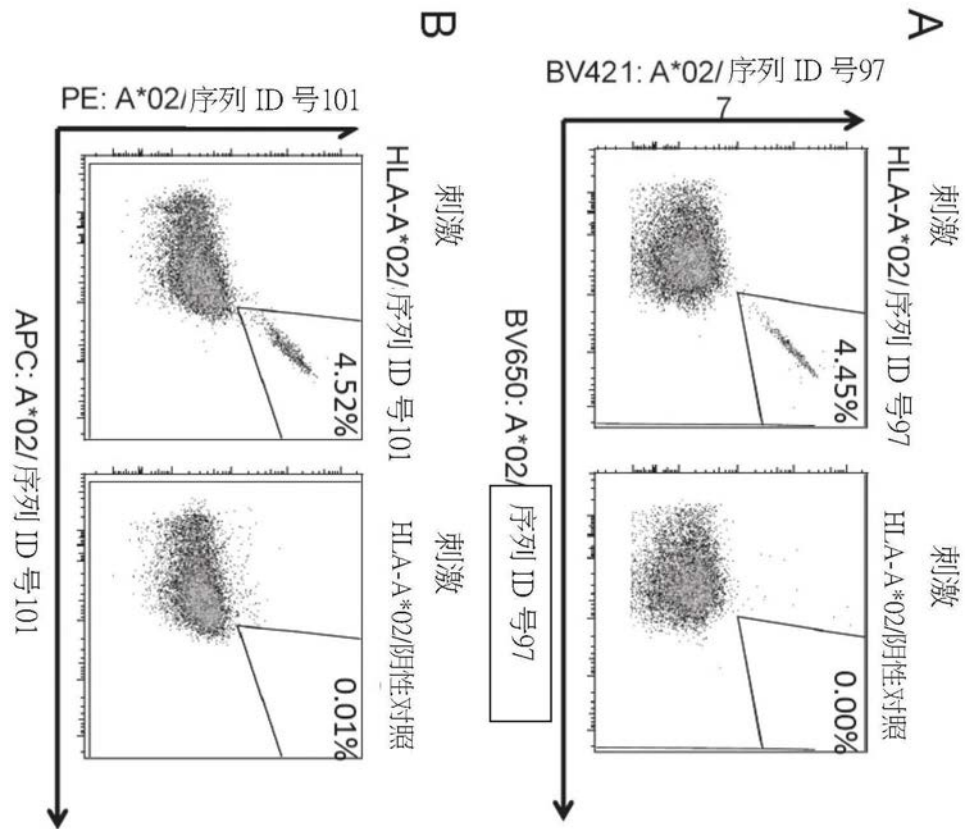 A
BV421: A*02/序列 ID 号97
7
刺激
HLA-A*02/序列 ID 号97
4.45%
刺激
HLA-A*02/阴性对照
0.00%
BV650: A*02/序列 ID 号97
B
PE: A*02/序列 ID 号101
刺激
HLA-A*02/序列 ID 号101
4.52%
刺激
HLA-A*02/阴性对照
0.01%
APC: A*02/序列 ID 号101